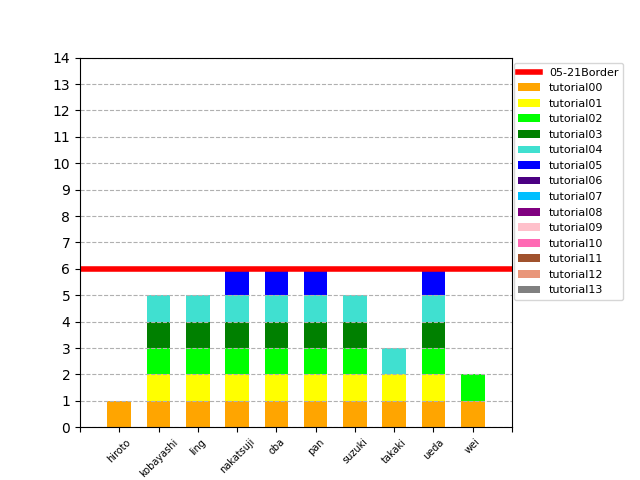 14
13
12
11
10
9
8
7
6
5
4
3
2
1
0
hiroto
kobayashi
ling
nakatsuji
oba
pan
suzuki
takaki
ueda
wei
05-21Border
tutorial00
tutorial01
tutorial02
tutorial03
tutorial04
tutorial05
tutorial06
tutorial07
tutorial08
tutorial09
tutorial10
tutorial11
tutorial12
tutorial13